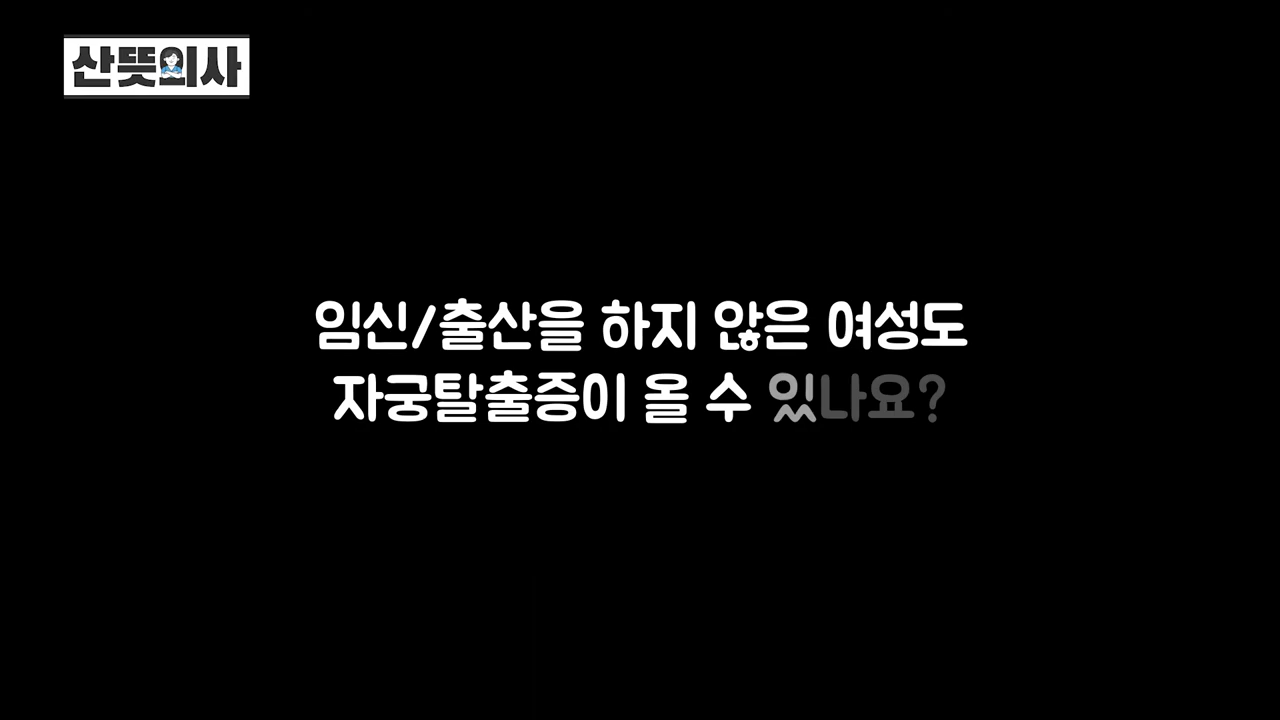 산뜻의사
임신/출산을 하지 않은 여성도
자궁탈출증이 올 수 있나요?